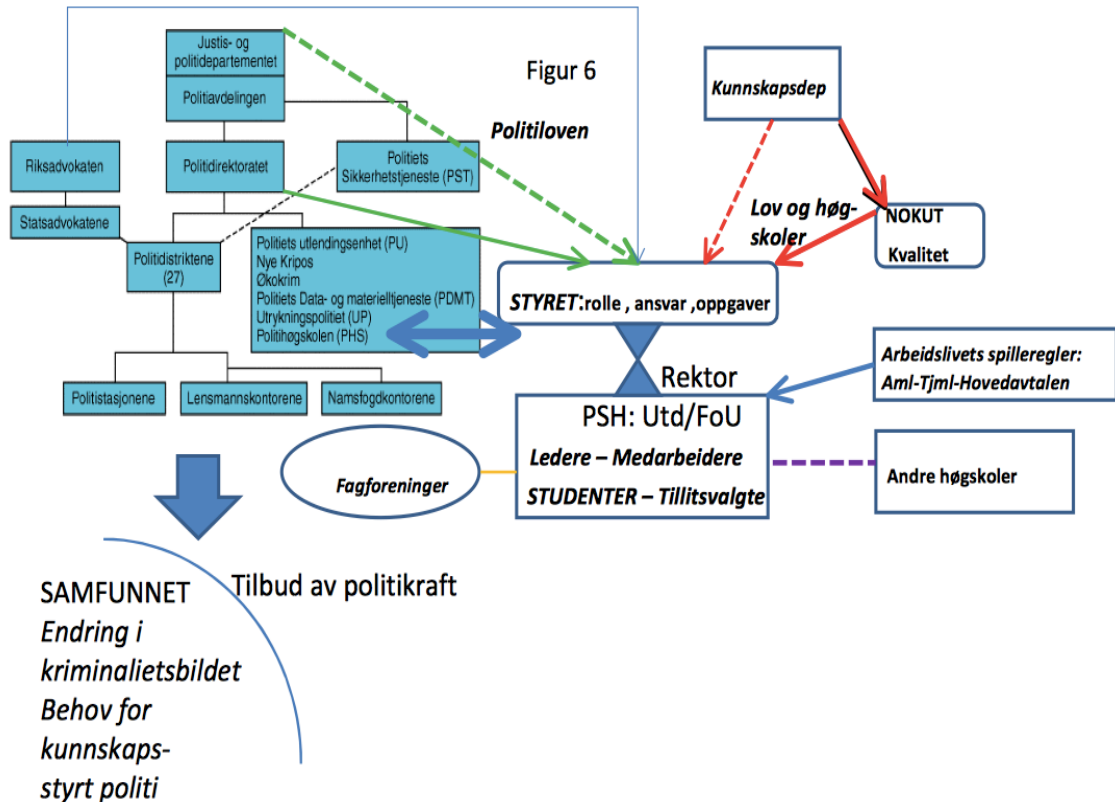 Justis- og
politidepartementet
Politiavdelingen
Riksadvokaten
Politidirektoratet
Politiets
Sikkerhetstjeneste (PST)
Statsadvokatene
Politidistriktene
(27)
Politiets utlendingsenhet (PU)
Nye Kripos
Økokrim
Politiets Data- og materielltjeneste (PDMT)
Utrykningspolitiet (UP)
Politihøgskolen (PHS)
Politistasjonene
Lensmannskontorene
Namsfogdkontorene
Figur 6
Politiloven
Kunnskapsdep
Lov og høg-
skoler
NOKUT
Kvalitet
STYRET:rolle , ansvar ,oppgaver
Rektor
PSH: Utd/FoU
Ledere – Medarbeidere
STUDENTER – Tillitsvalgte
Arbeidslivets spilleregler:
Aml-Tjml-Hovedavtalen
Fagforeninger
Andre høgskoler
Tilbud av politikraft
SAMFUNNET
Endring i
kriminalietsbildet
Behov for
kunnskaps-
styrt politi